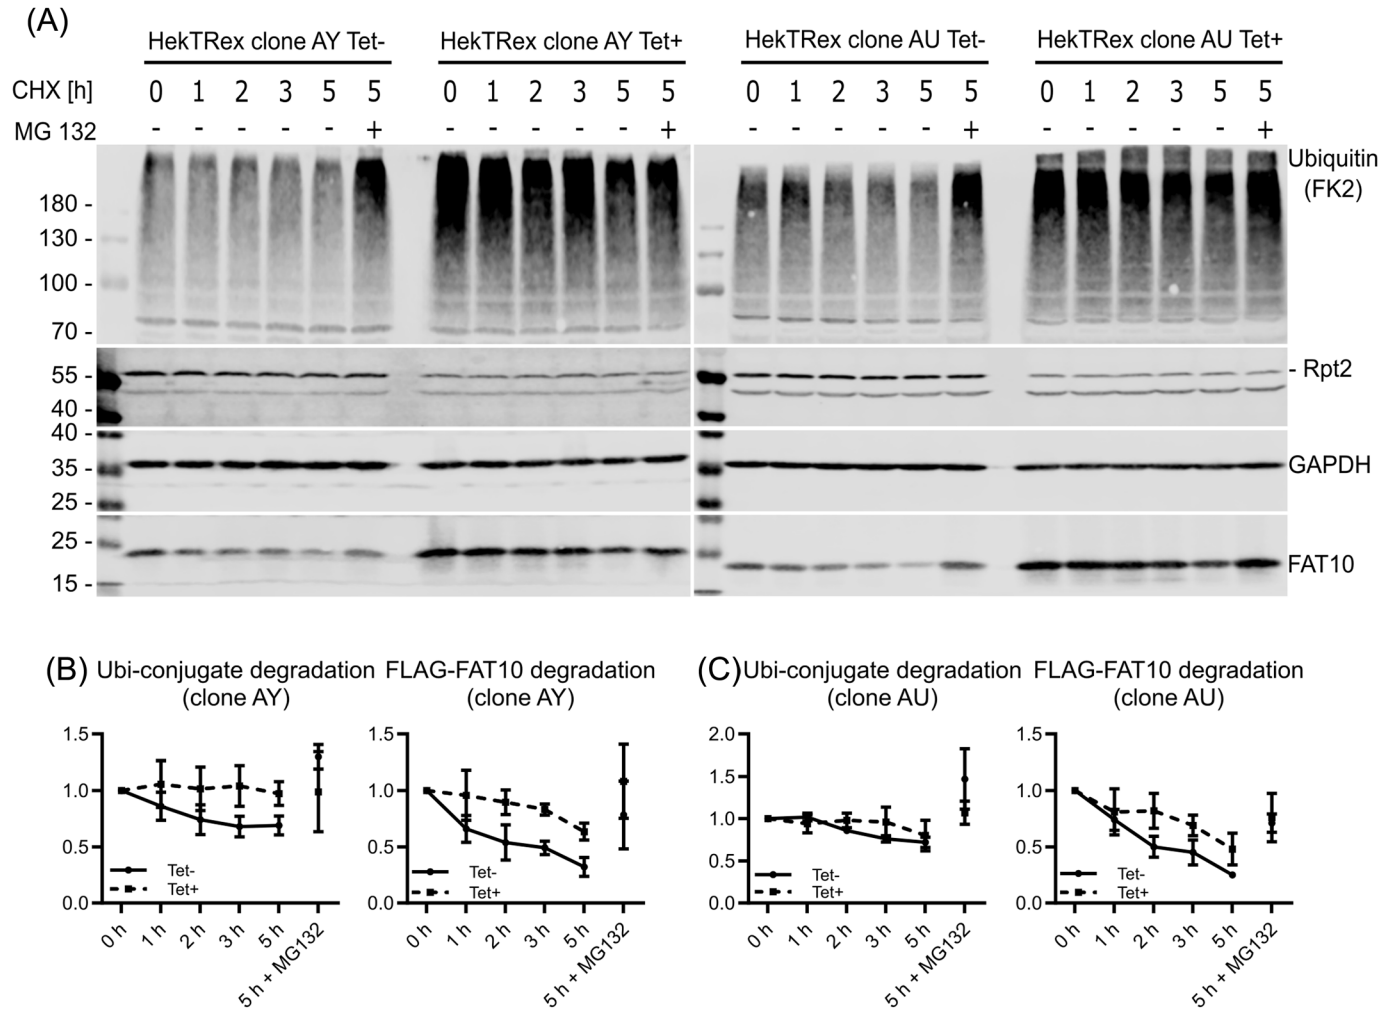 (A)
HekTRex clone AY Tet- HekTRex clone AY Tet+ HekTRex clone AU Tet- HekTRex clone AU Tet+
CHX [h] 0 1 2 3 5 5 0 1 2 3 5 5 0 1 2 3 5 5 0 1 2 3 5 5
MG 132 - - - - - + - - - - - + - - - - - + - - - - - +
Ubiquitin
(FK2)
180 -
130 -
100 -
70 -
55 - - Rpt2
40 -
40 -
35 - GAPDH
25 -
25 -
FAT10
15 -
(B) Ubi-conjugate degradation FLAG-FAT10 degradation (C) Ubi-conjugate degradation FLAG-FAT10 degradation
(clone AY) (clone AY) (clone AU) (clone AU)
1.5 1.5 2.0 1.5
1.5
1.0 1.0 1.0
1.0
0.5 0.5 0.5 0.5
Tet- Tet- Tet- Tet-
Tet+ Tet+ Tet+ Tet+
0.0 0.0 0.0 0.0
0 h 1 h 2 h 3 h 5 h 5 h + MG132 0 h 1 h 2 h 3 h 5 h 5 h + MG132 0 h 1 h 2 h 3 h 5 h 5 h + MG132 0 h 1 h 2 h 3 h 5 h 5 h + MG132